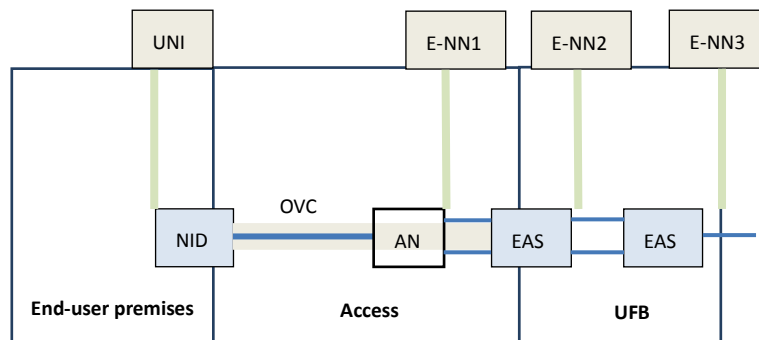 UNI
E-NN1
E-NN2
E-NN3
OVC
NID
AN
EAS
EAS
End-user premises
Access
UFB